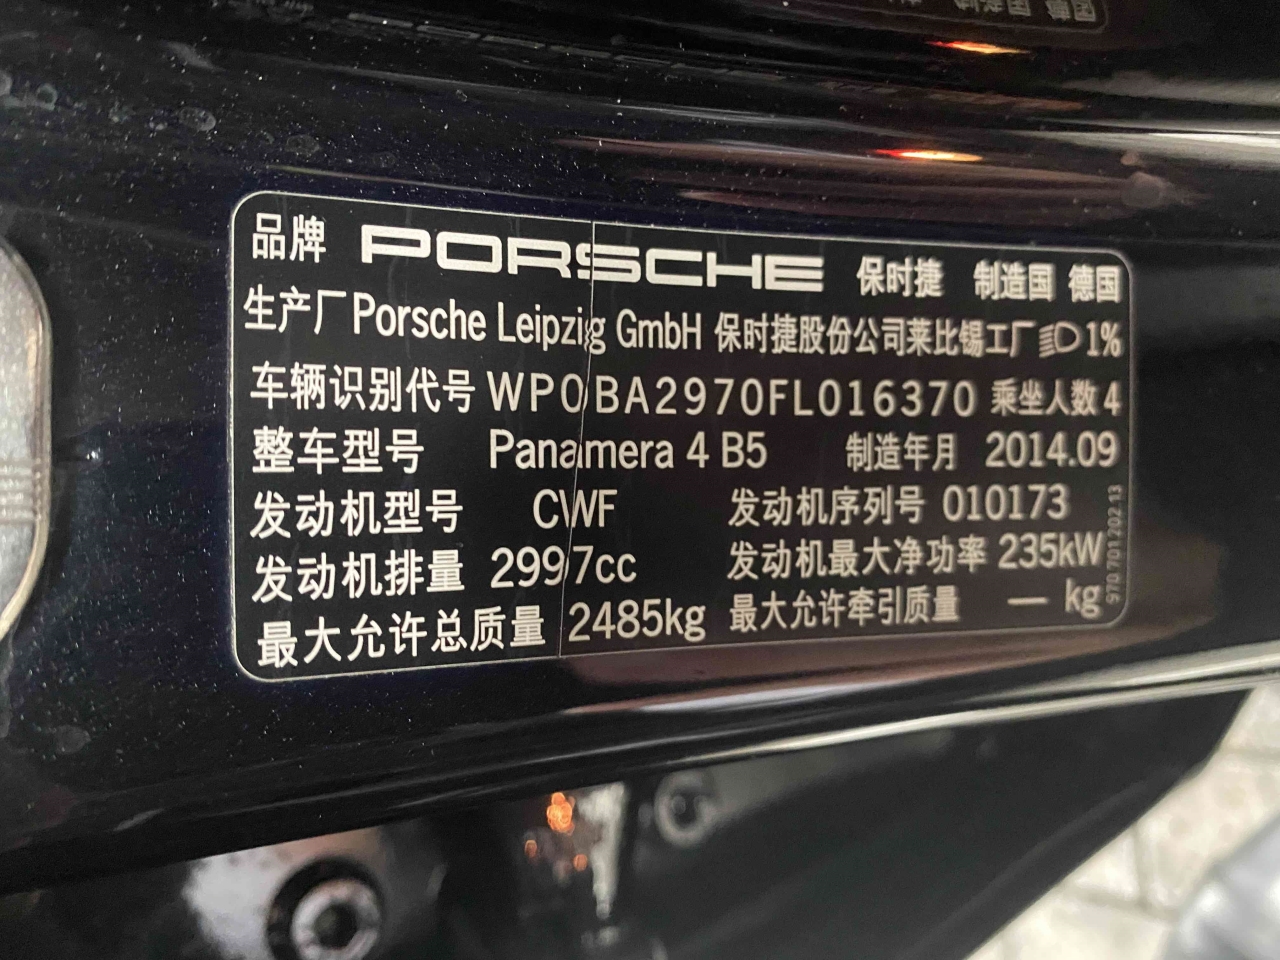 品牌 PORSCHE 保时捷 制造国 德国
生产厂 Porsche Leipzig GmbH 保时捷股份公司莱比锡工厂 1%
车辆识别代号 WP0BA2970FL016370 乘坐人数 4
整车型号 Panamera 4 B5 制造年月 2014.09
发动机型号 CWF 发动机序列号 010173
发动机排量 2997cc 发动机最大净功率 235kW
最大允许总质量 2485kg 最大允许牵引质量 — kg
970 701 202 13